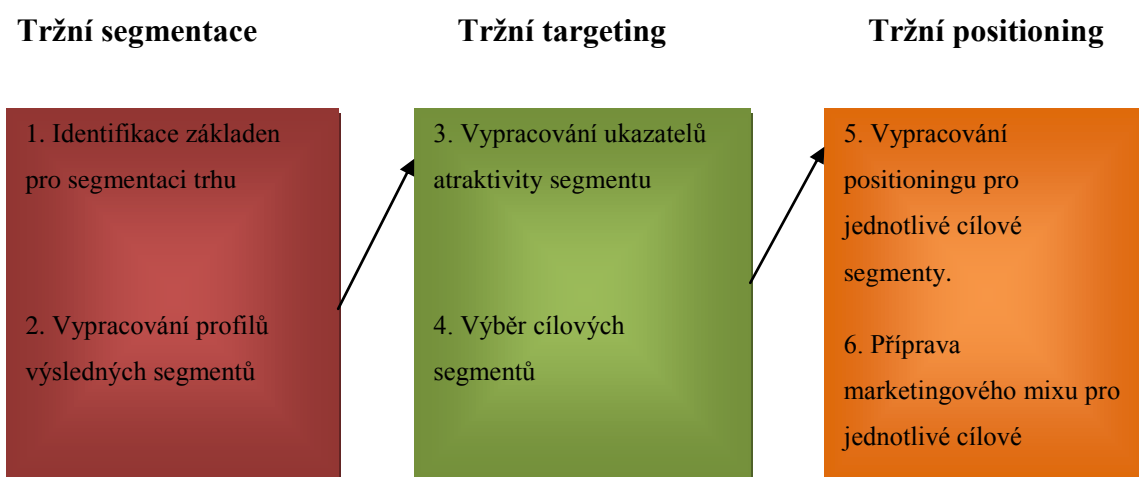 Tržní segmentace
Tržní targeting
Tržní positioning
1. Identifikace základen
pro segmentaci trhu
2. Vypracování profilů
výsledných segmentů
3. Vypracování ukazatelů
atraktivity segmentu
4. Výběr cílových
segmentů
5. Vypracování
positioningu pro
jednotlivé cílové
segmenty.
6. Příprava
marketingového mixu pro
jednotlivé cílové